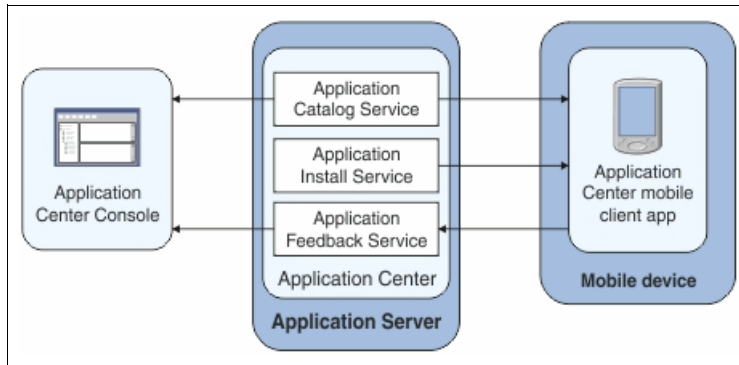 Application
Center Console
Application
Catalog Service
Application
Install Service
Application
Feedback Service
Application Center
Application Server
Application
Center mobile
client app
Mobile device